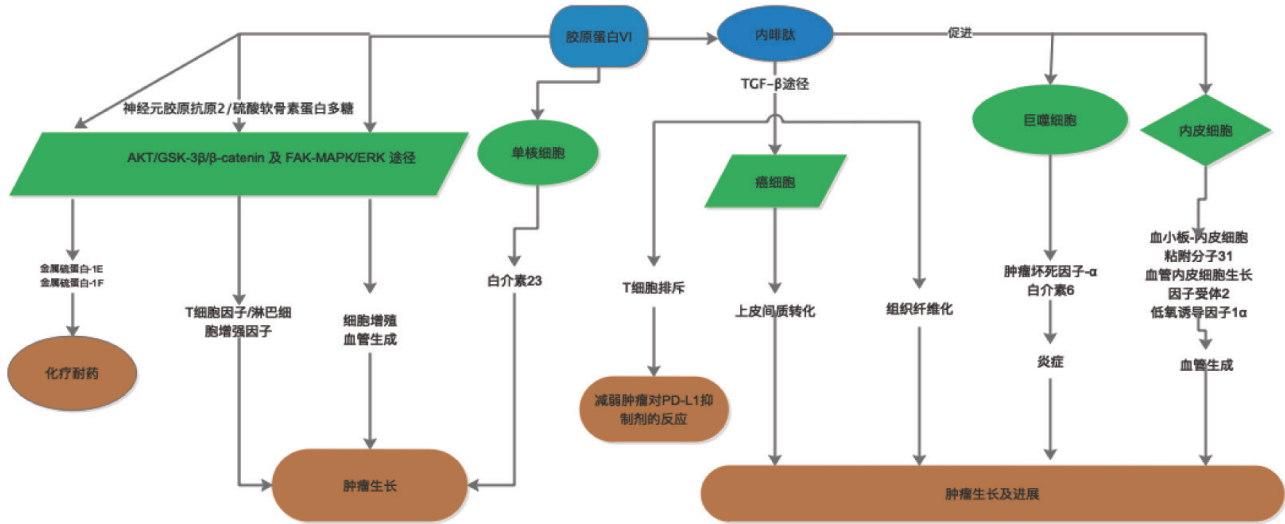 胶原蛋白VI
内啡肽
促进
TGF-β途径
神经元胶原抗原2/硫酸软骨素蛋白多糖
巨噬细胞
内皮细胞
AKT/GSK-3β/β-catenin 及 FAK-MAPK/ERK 途径
单核细胞
癌细胞
金属硫蛋白-1E
金属硫蛋白-1F
白介素23
T细胞排斥
肿瘤坏死因子-α
白介素6
血小板-内皮细胞
粘附分子31
血管内皮细胞生长
因子受体2
低氧诱导因子1α
T细胞因子/淋巴细
胞增强因子
细胞增殖
血管生成
上皮间质转化
组织纤维化
化疗耐药
炎症
血管生成
减弱肿瘤对PD-L1抑
制剂的反应
肿瘤生长
肿瘤生长及进展